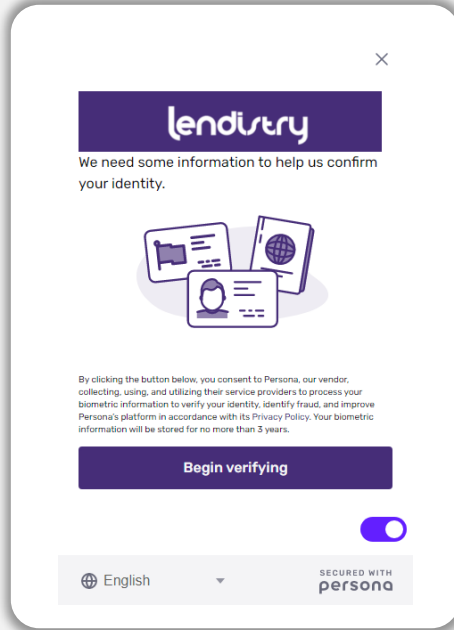 lendistry
We need some information to help us confirm
your identity.
By clicking the button below, you consent to Persona, our vendor,
collecting, using, and utilizing their service providers to process your
biometric information to verify your identity, identify fraud, and improve
Persona's platform in accordance with its Privacy Policy. Your biometric
information will be stored for no more than 3 years.
Begin verifying
English
SECURED WITH
persona